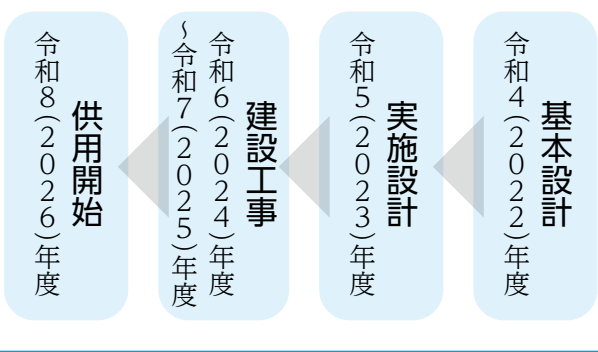 基本設計
令和4(2022)年度
実施設計
令和5(2023)年度
建設工事
令和6(2024)年度
～令和7(2025)年度
供用開始
令和8(2026)年度